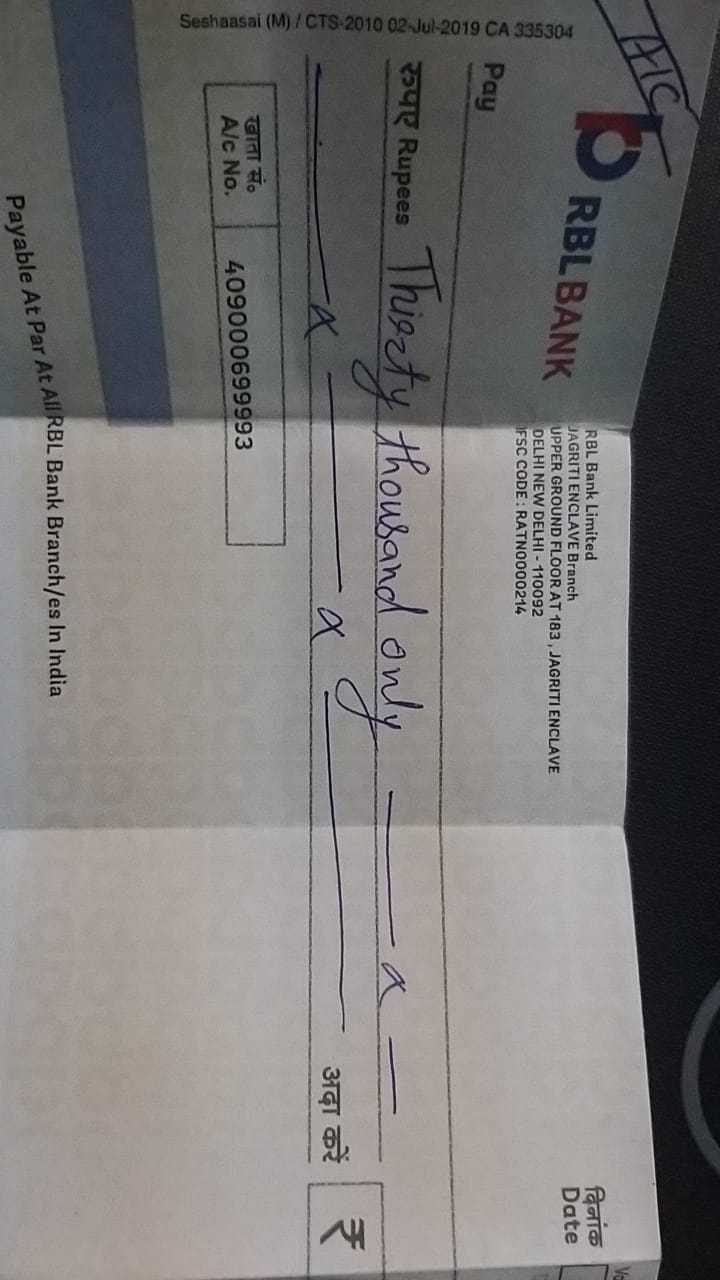 Seshaasai (M) / CTS-2010 02-Jul-2019 CA 335304
A/C
RBL BANK
RBL Bank Limited
JAGRITI ENCLAVE Branch
UPPER GROUND FLOOR AT 183 , JAGRITI ENCLAVE
DELHI NEW DELHI - 110092
IFSC CODE : RATN0000214
दिनांक
Date
Pay
रुपए Rupees Thirty thousand only — x —
— x — x — अदा करें ₹
खाता सं०
A/c No. 409000699993
Payable At Par At All RBL Bank Branch/es In India